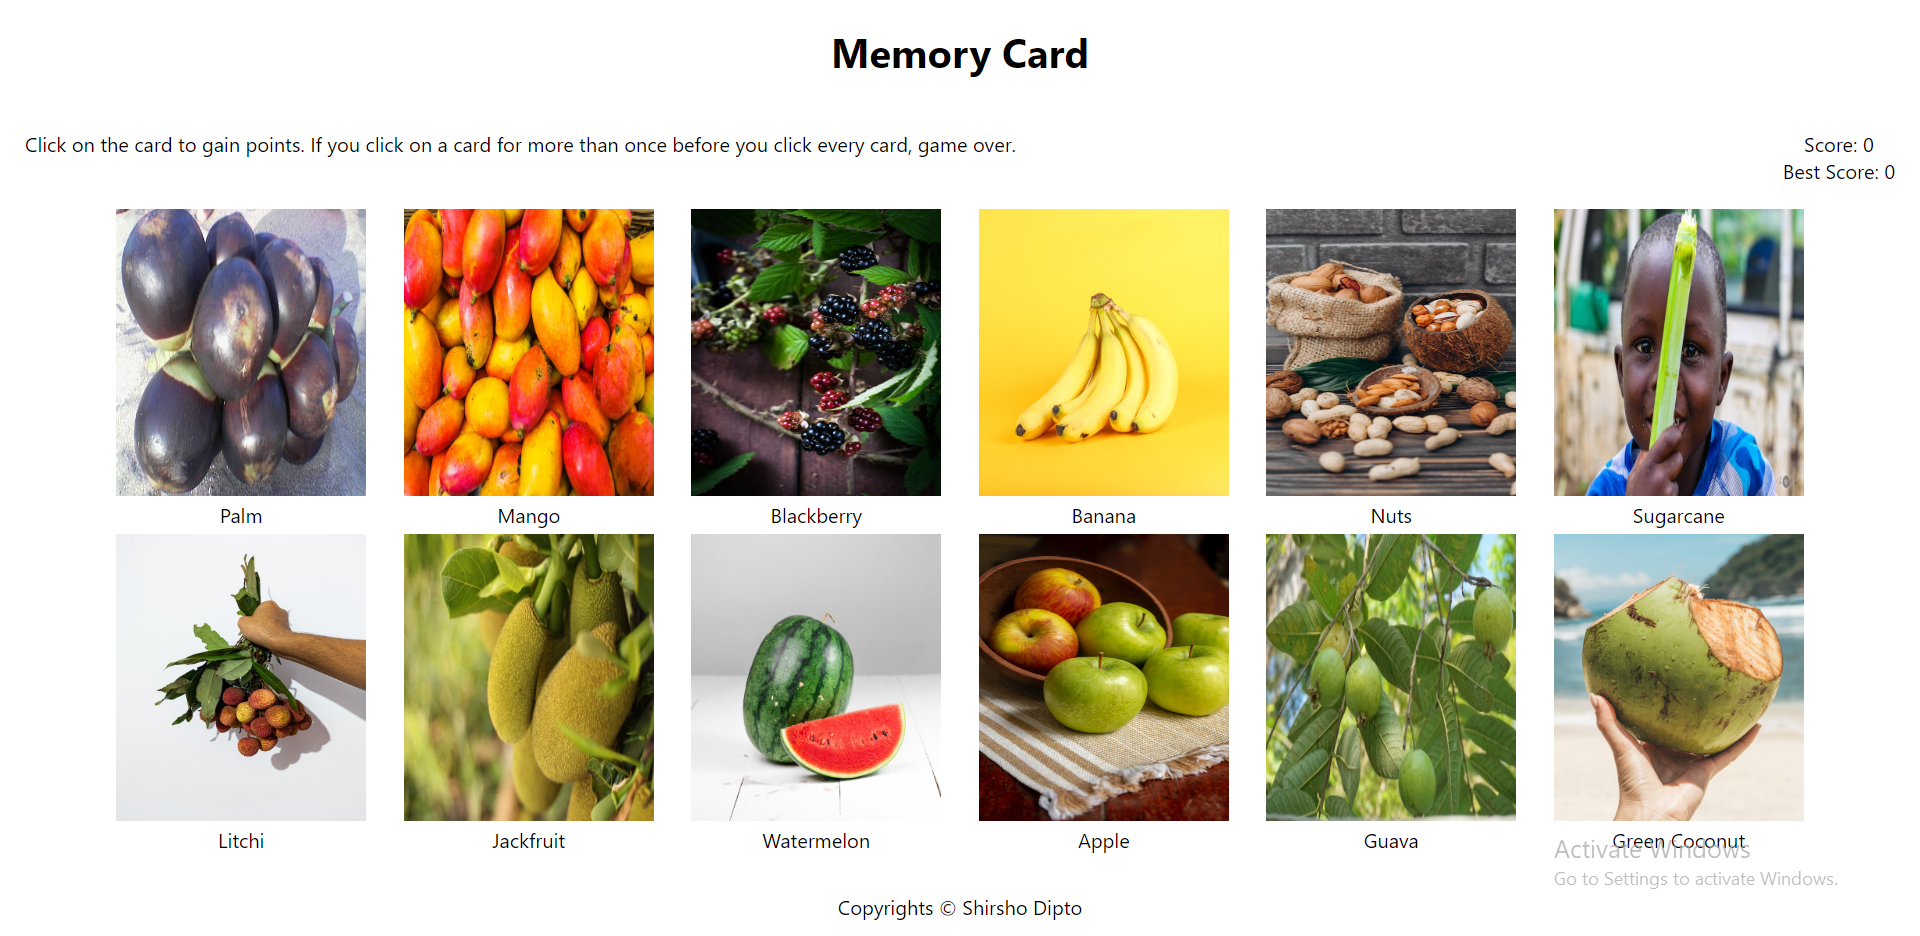 Memory Card
Click on the card to gain points. If you click on a card for more than once before you click every card, game over.
Score: 0
Best Score: 0
Palm
Mango
Blackberry
Banana
Nuts
Sugarcane
Litchi
Jackfruit
Watermelon
Apple
Guava
Green Coconut
Activate Windows
Go to Settings to activate Windows.
Copyrights © Shirsho Dipto